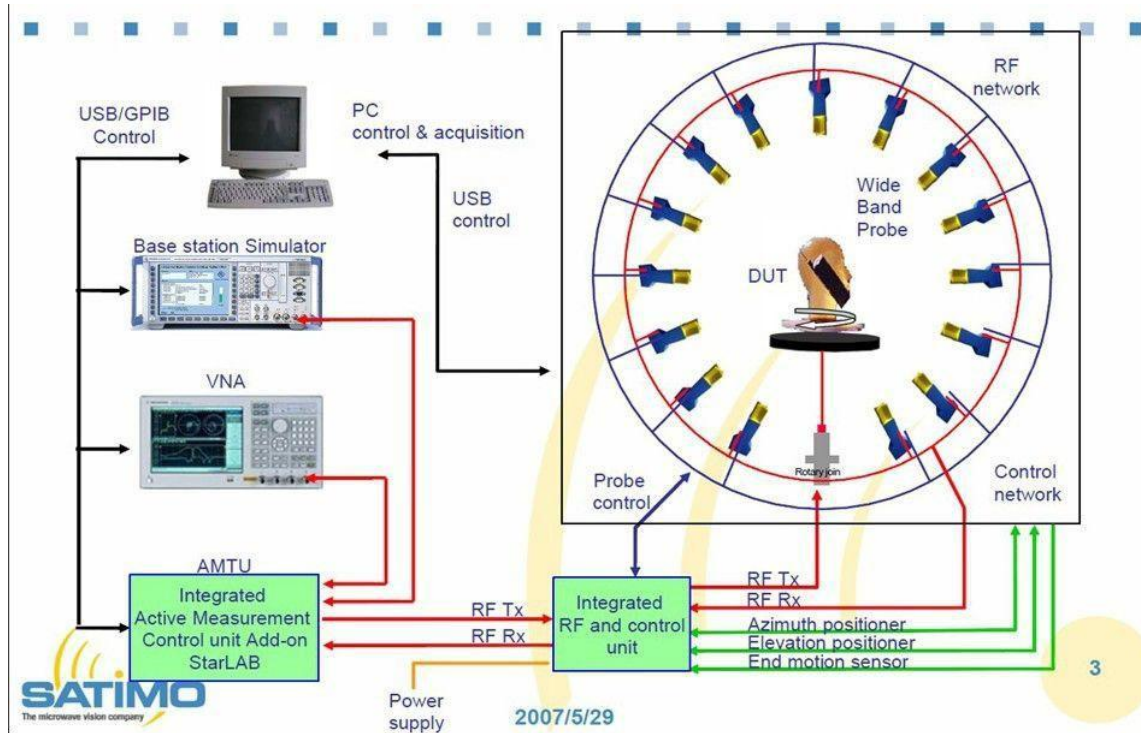 USB/GPIB
Control
PC
control & acquisition
USB
control
RF
network
Wide
Band
Probe
DUT
Rotary join
Base station Simulator
VNA
Probe
control
Control
network
AMTU
Integrated
Active Measurement
Control unit Add-on
StarLAB
RF Tx
RF Rx
Integrated
RF and control
unit
RF Tx
RF Rx
Azimuth positioner
Elevation positioner
End motion sensor
Power
supply
SATIMO
The microwave vision company
2007/5/29
3